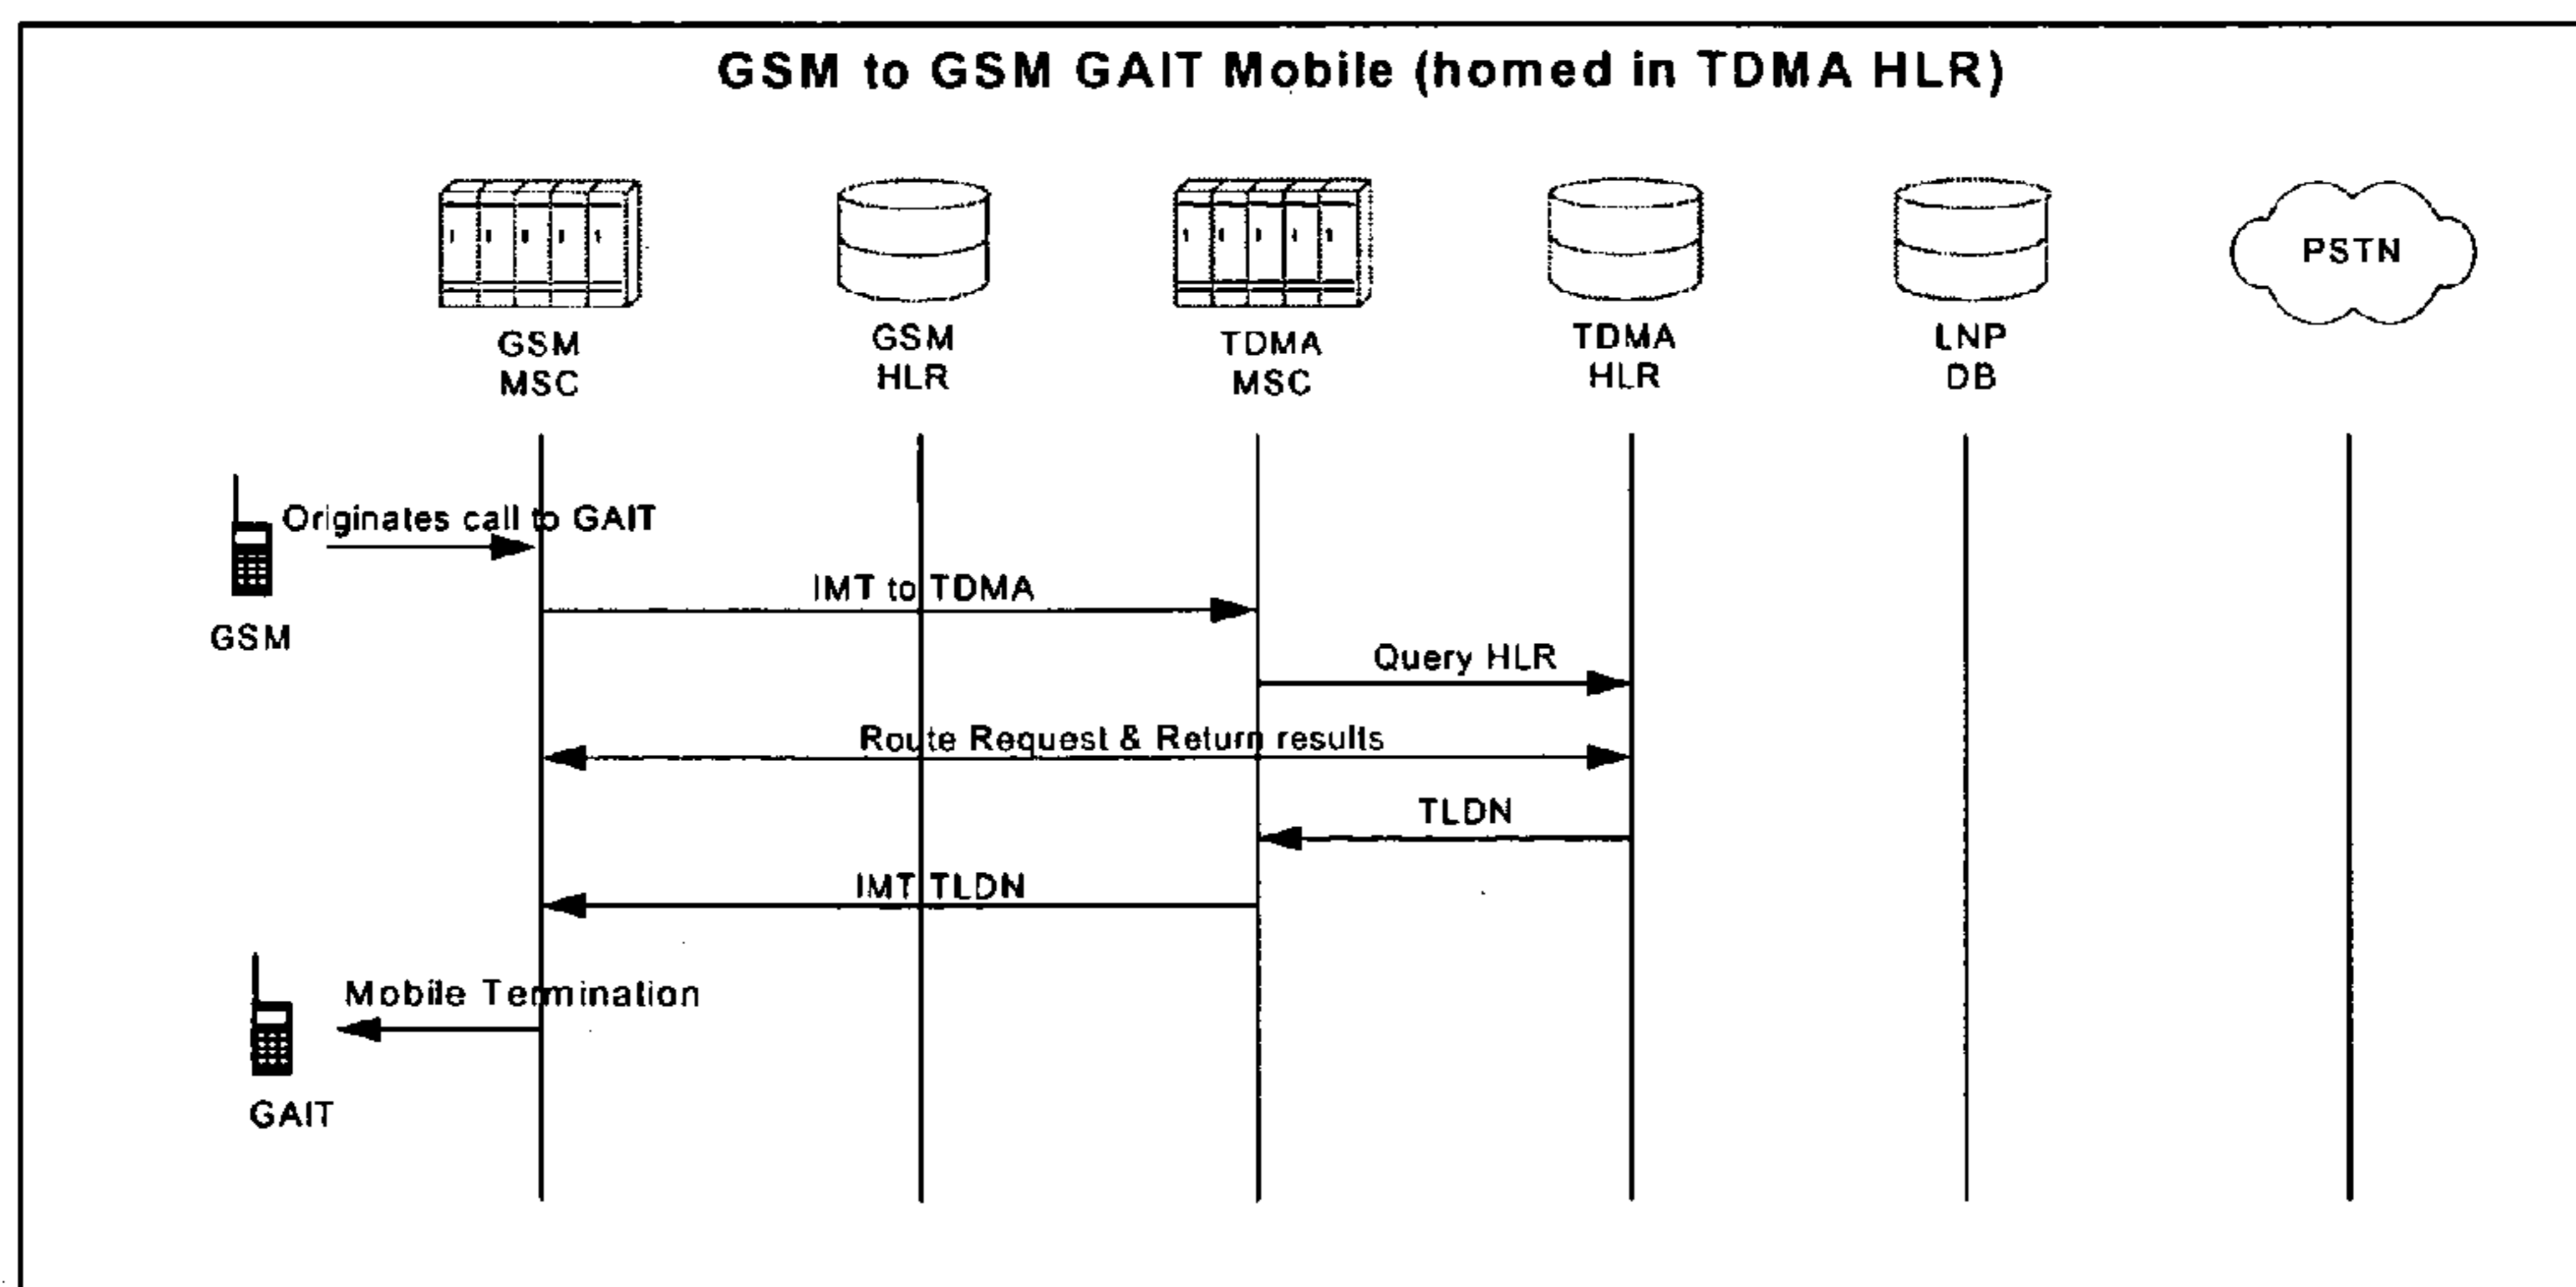 GSM to GSM GAIT Mobile (homed in TDMA HLR)
GSM
MSC
GSM
HLR
TDMA
MSC
TDMA
HLR
LNP
DB
PSTN
Originates call to GAIT
GSM
IMT to TDMA
Query HLR
Route Request & Return results
TLDN
IMT TLDN
Mobile Termination
GAIT